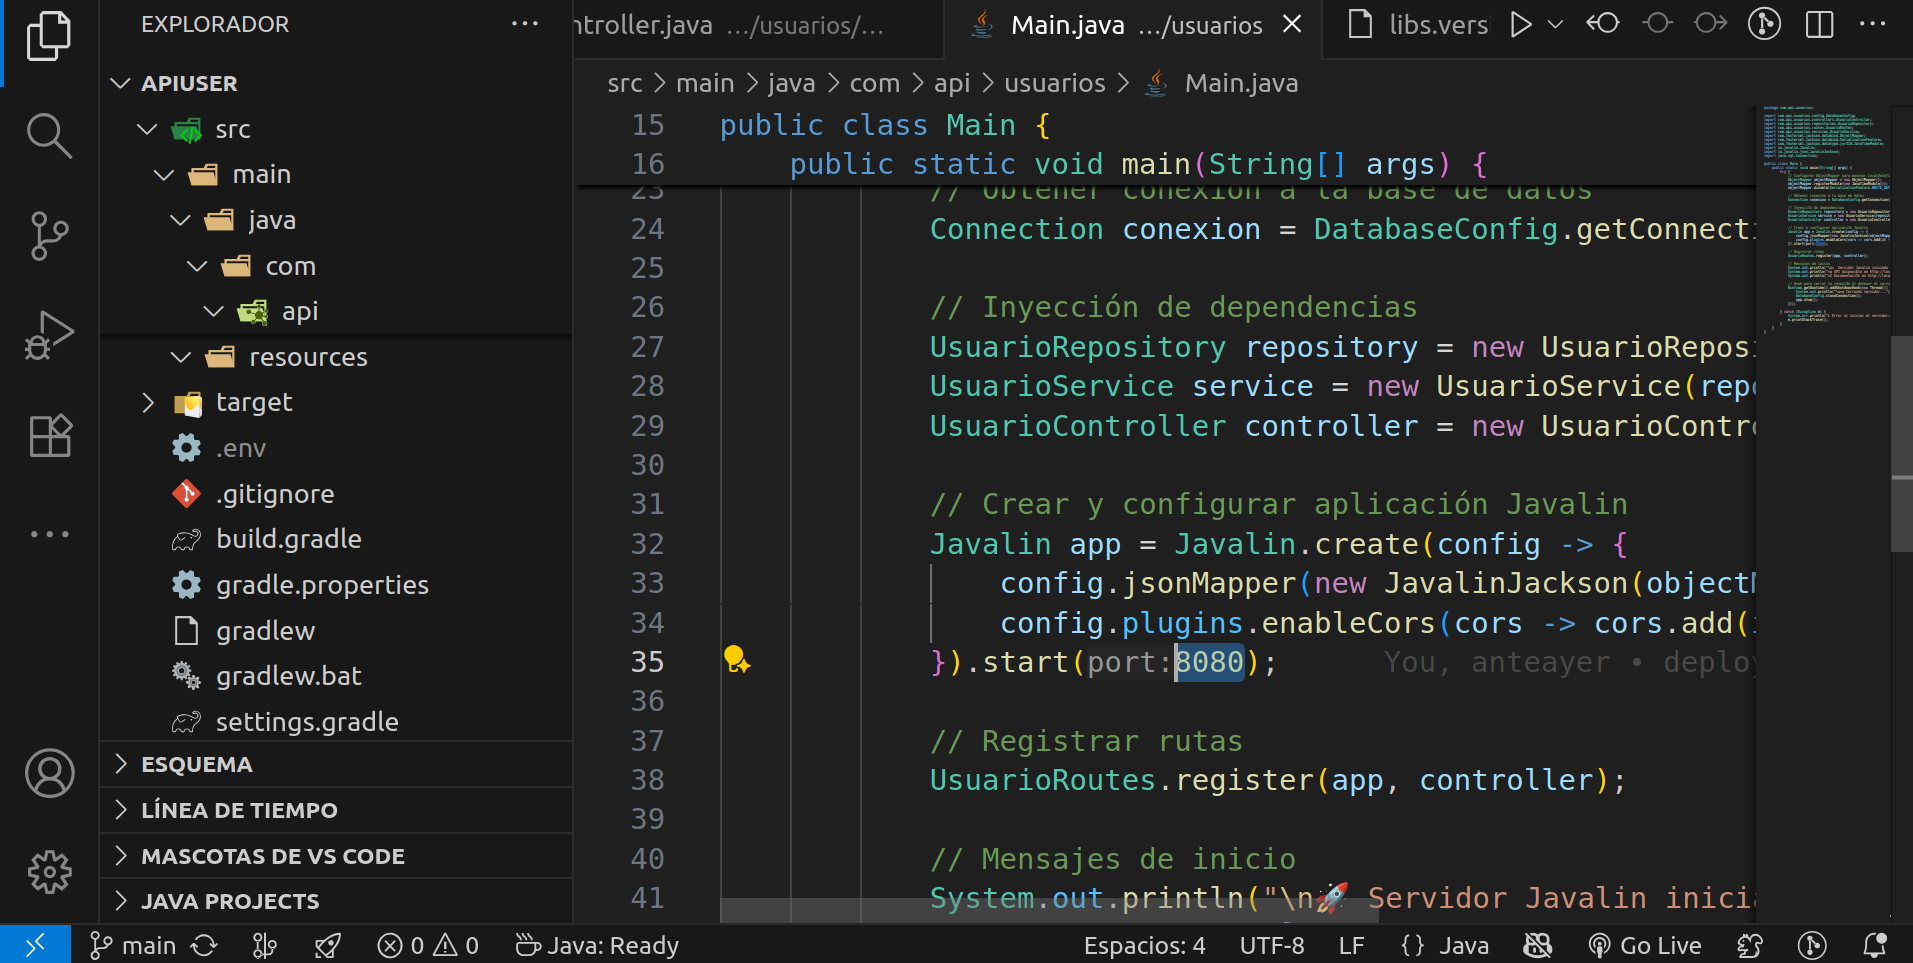 EXPLORADOR
APIUSER
src
main
java
com
api
resources
target
.env
.gitignore
build.gradle
gradle.properties
gradlew
gradlew.bat
settings.gradle
ESQUEMA
LÍNEA DE TIEMPO
MASCOTAS DE VS CODE
JAVA PROJECTS
ntroller.java .../usuarios/...
Main.java .../usuarios
libs.vers
src > main > java > com > api > usuarios > Main.java
15 public class Main {
16 public static void main(String[] args) {
23 // Obtener conexión a la base de datos
24 Connection conexion = DatabaseConfig.getConnecti
25
26 // Inyección de dependencias
27 UsuarioRepository repository = new UsuarioReposi
28 UsuarioService service = new UsuarioService(repo
29 UsuarioController controller = new UsuarioContro
30
31 // Crear y configurar aplicación Javalin
32 Javalin app = Javalin.create(config -> {
33 config.jsonMapper(new JavalinJackson(objectM
34 config.plugins.enableCors(cors -> cors.add(i
35 }).start(port:8080); You, anteayer • deplo
36
37 // Registrar rutas
38 UsuarioRoutes.register(app, controller);
39
40 // Mensajes de inicio
41 System.out.println("\n🚀 Servidor Javalin inicia
main
0 0
Java: Ready
Espacios: 4
UTF-8
LF
{} Java
Go Live